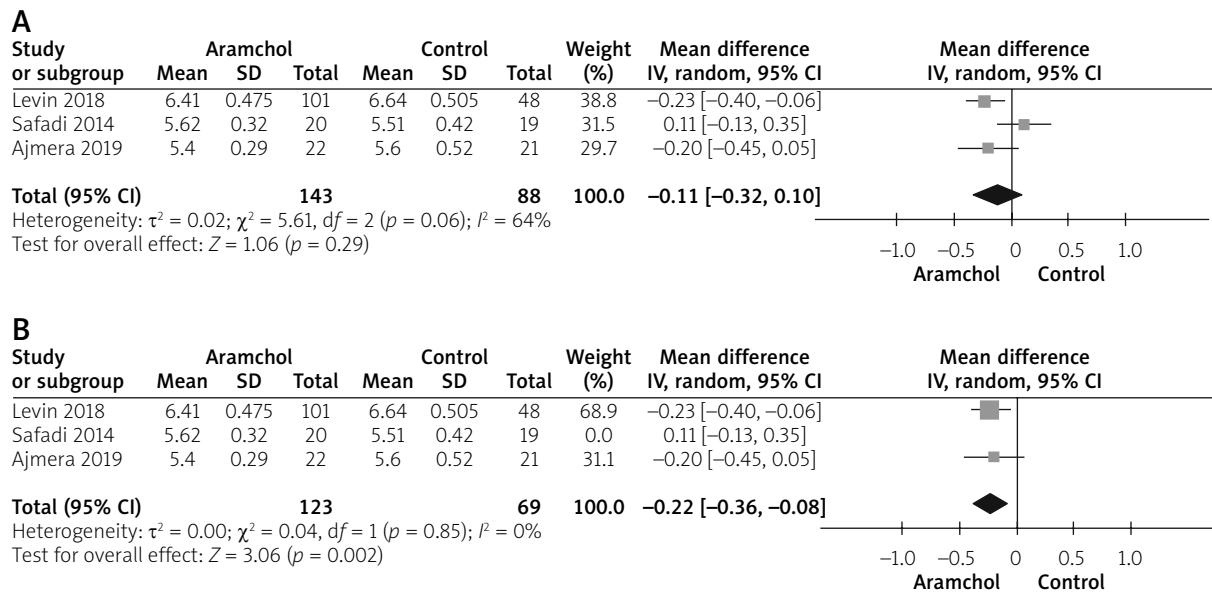 A
Study Aramchol Control Weight Mean difference Mean difference
or subgroup Mean SD Total Mean SD Total (%) IV, random, 95% CI IV, random, 95% CI
Levin 2018 6.41 0.475 101 6.64 0.505 48 38.8 –0.23 [–0.40, –0.06]
Safadi 2014 5.62 0.32 20 5.51 0.42 19 31.5 0.11 [–0.13, 0.35]
Ajmera 2019 5.4 0.29 22 5.6 0.52 21 29.7 –0.20 [–0.45, 0.05]
Total (95% CI) 143 88 100.0 –0.11 [–0.32, 0.10]
Heterogeneity: τ² = 0.02; χ² = 5.61, df = 2 (p = 0.06); I² = 64%
Test for overall effect: Z = 1.06 (p = 0.29)
–1.0 –0.5 0 0.5 1.0
Aramchol Control
B
Study Aramchol Control Weight Mean difference Mean difference
or subgroup Mean SD Total Mean SD Total (%) IV, random, 95% CI IV, random, 95% CI
Levin 2018 6.41 0.475 101 6.64 0.505 48 68.9 –0.23 [–0.40, –0.06]
Safadi 2014 5.62 0.32 20 5.51 0.42 19 0.0 0.11 [–0.13, 0.35]
Ajmera 2019 5.4 0.29 22 5.6 0.52 21 31.1 –0.20 [–0.45, 0.05]
Total (95% CI) 123 69 100.0 –0.22 [–0.36, –0.08]
Heterogeneity: τ² = 0.00; χ² = 0.04, df = 1 (p = 0.85); I² = 0%
Test for overall effect: Z = 3.06 (p = 0.002)
–1.0 –0.5 0 0.5 1.0
Aramchol Control